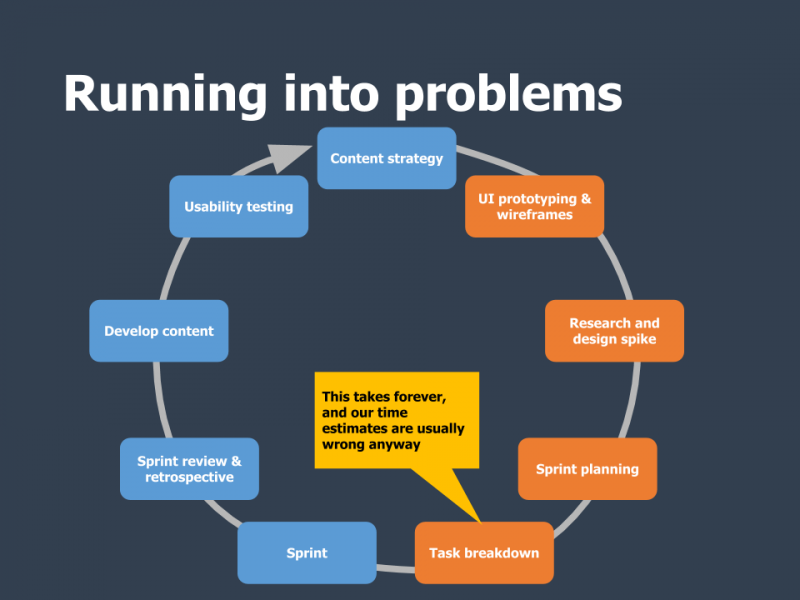 Running into problems
Content strategy
UI prototyping &
wireframes
Research and
design spike
Sprint planning
Task breakdown
This takes forever,
and our time
estimates are usually
wrong anyway
Sprint
Sprint review &
retrospective
Develop content
Usability testing